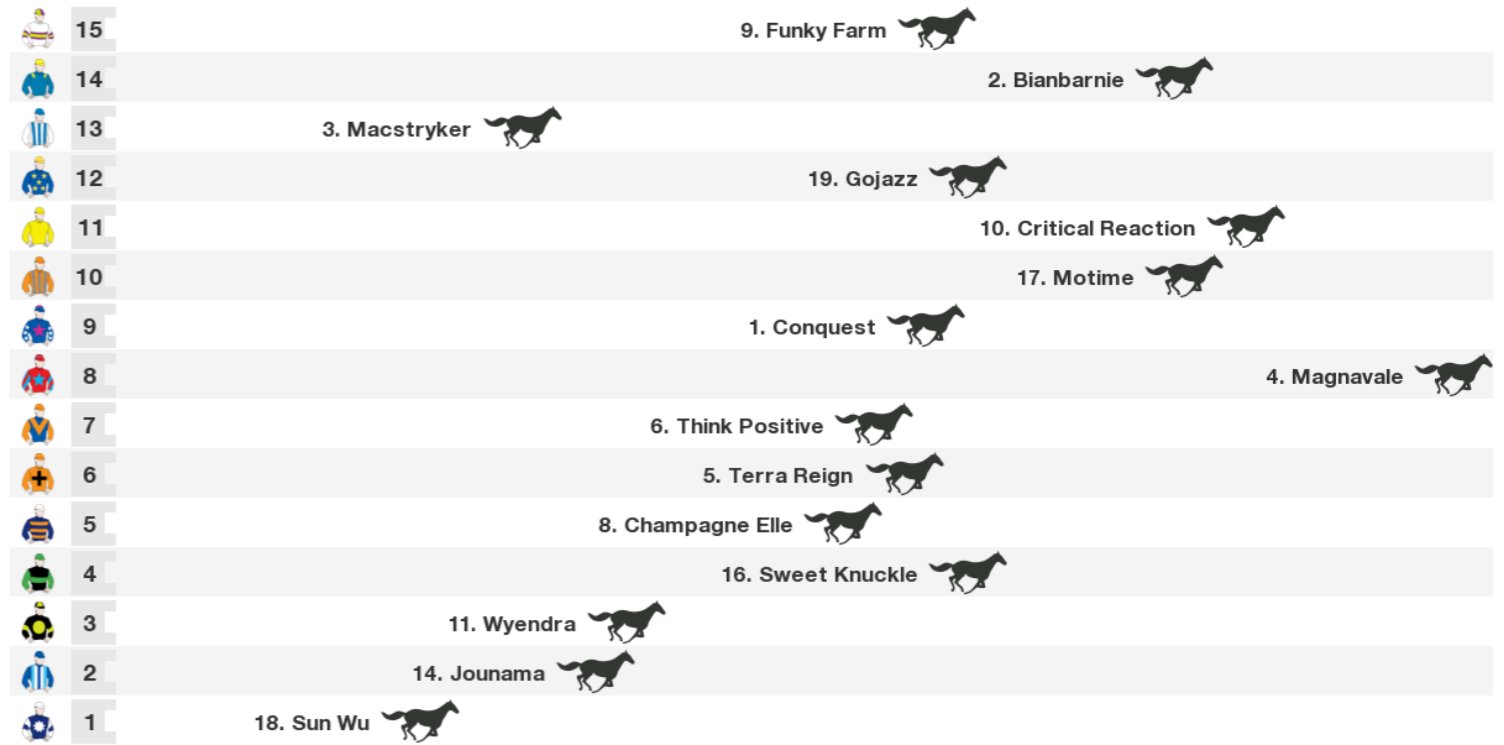 15 9. Funky Farm
14 2. Bianbarnie
13 3. Macstryker
12 19. Gojazz
11 10. Critical Reaction
10 17. Motime
9 1. Conquest
8 4. Magnavale
7 6. Think Positive
6 5. Terra Reign
5 8. Champagne Elle
4 16. Sweet Knuckle
3 11. Wyendra
2 14. Jounama
1 18. Sun Wu